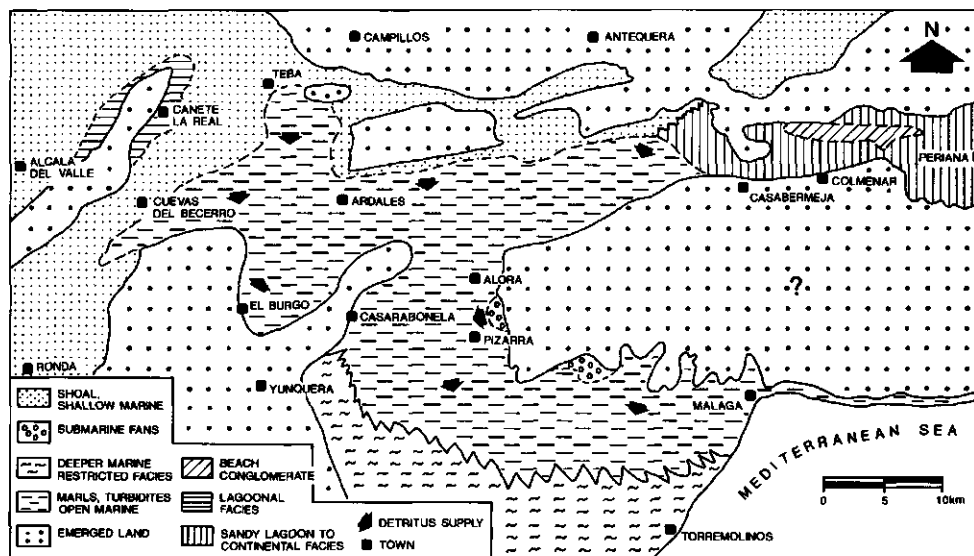 CAMPILLOS
ANTEQUERA
N
TEBA
CAÑETE
LA REAL
ALCALA
DEL VALLE
PERIANA
COLMENAR
CASABERMEJA
CUEVAS
DEL BECERRO
ARDALES
ALORA
?
EL BURGO
CASARABONELA
PIZARRA
RONDA
YUNQUERA
MALAGA
MEDITERRANEAN SEA
TORREMOLINOS
0 5 10km
SHOAL,
SHALLOW MARINE
SUBMARINE FANS
DEEPER MARINE
RESTRICTED FACIES
MARLS, TURBIDITES
OPEN MARINE
EMERGED LAND
BEACH
CONGLOMERATE
LAGOONAL
FACIES
SANDY LAGOON TO
CONTINENTAL FACIES
DETRITUS SUPPLY
TOWN